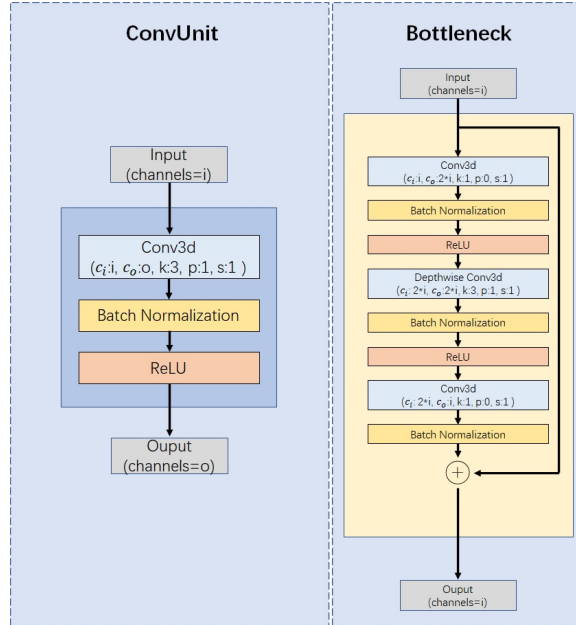 ConvUnit
Input
(channels=i)
Conv3d
(cᵢ:i, cₒ:o, k:3, p:1, s:1 )
Batch Normalization
ReLU
Ouput
(channels=o)
Bottleneck
Input
(channels=i)
Conv3d
(cᵢ:i, cₒ:2*i, k:1, p:0, s:1 )
Batch Normalization
ReLU
Depthwise Conv3d
(cᵢ: 2*i, cₒ:2*i, k:3, p:1, s:1 )
Batch Normalization
ReLU
Conv3d
(cᵢ: 2*i, cₒ:i, k:1, p:0, s:1 )
Batch Normalization
+
Ouput
(channels=i)